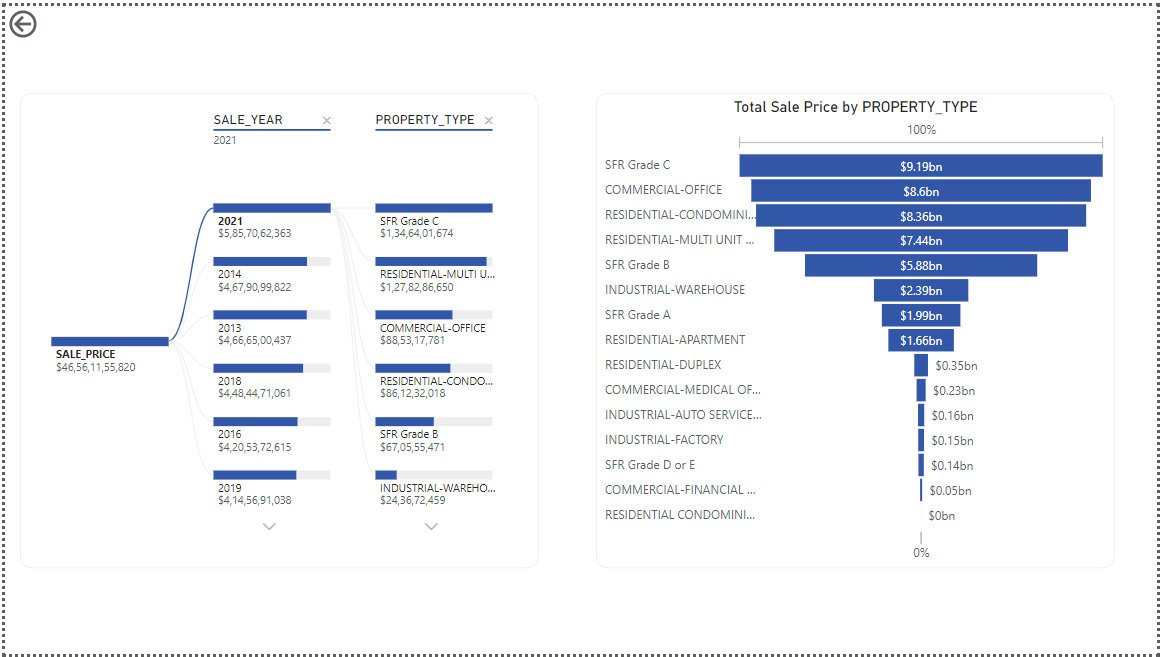 SALE_YEAR
2021
PROPERTY_TYPE
SALE_PRICE
$46,56,11,55,820
2021
$5,85,70,62,363
2014
$4,67,90,99,822
2013
$4,66,65,00,437
2018
$4,48,44,71,061
2016
$4,20,53,72,615
2019
$4,14,56,91,038
SFR Grade C
$1,34,64,01,674
RESIDENTIAL-MULTI U...
$1,27,82,86,650
COMMERCIAL-OFFICE
$88,53,17,781
RESIDENTIAL-CONDO...
$86,12,32,018
SFR Grade B
$67,05,55,471
INDUSTRIAL-WAREHO...
$24,36,72,459
Total Sale Price by PROPERTY_TYPE
100%
SFR Grade C $9.19bn
COMMERCIAL-OFFICE $8.6bn
RESIDENTIAL-CONDOMINI... $8.36bn
RESIDENTIAL-MULTI UNIT ... $7.44bn
SFR Grade B $5.88bn
INDUSTRIAL-WAREHOUSE $2.39bn
SFR Grade A $1.99bn
RESIDENTIAL-APARTMENT $1.66bn
RESIDENTIAL-DUPLEX $0.35bn
COMMERCIAL-MEDICAL OF... $0.23bn
INDUSTRIAL-AUTO SERVICE... $0.16bn
INDUSTRIAL-FACTORY $0.15bn
SFR Grade D or E $0.14bn
COMMERCIAL-FINANCIAL ... $0.05bn
RESIDENTIAL CONDOMINI... $0bn
0%